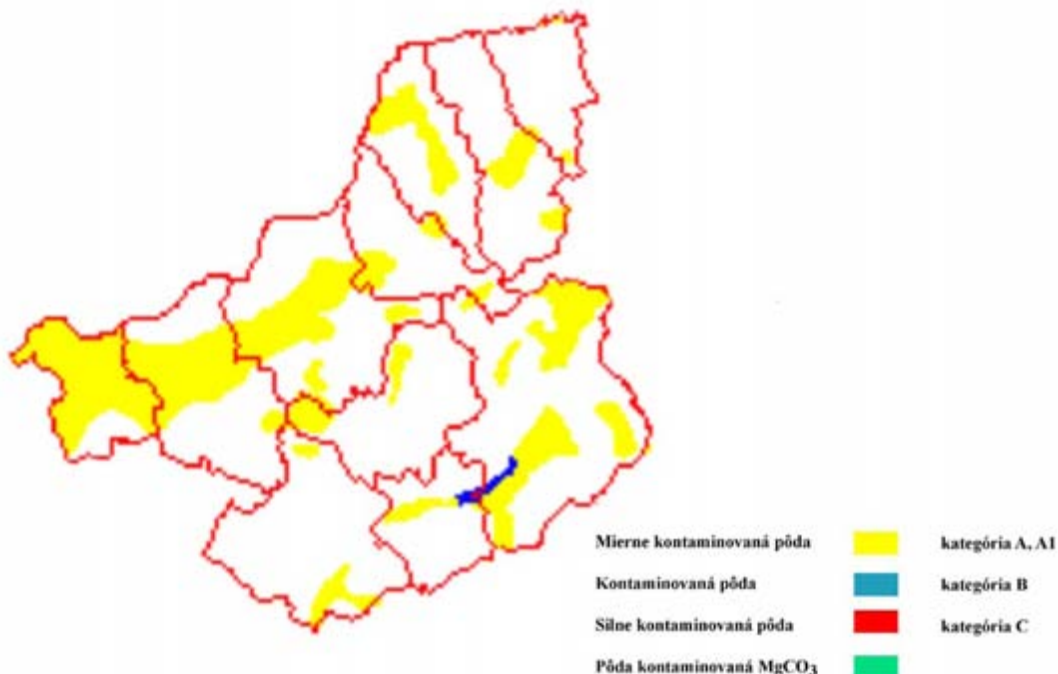 Mierne kontaminovaná pôda kategória A, A1
Kontaminovaná pôda kategória B
Silne kontaminovaná pôda kategória C
Pôda kontaminovaná MgCO3